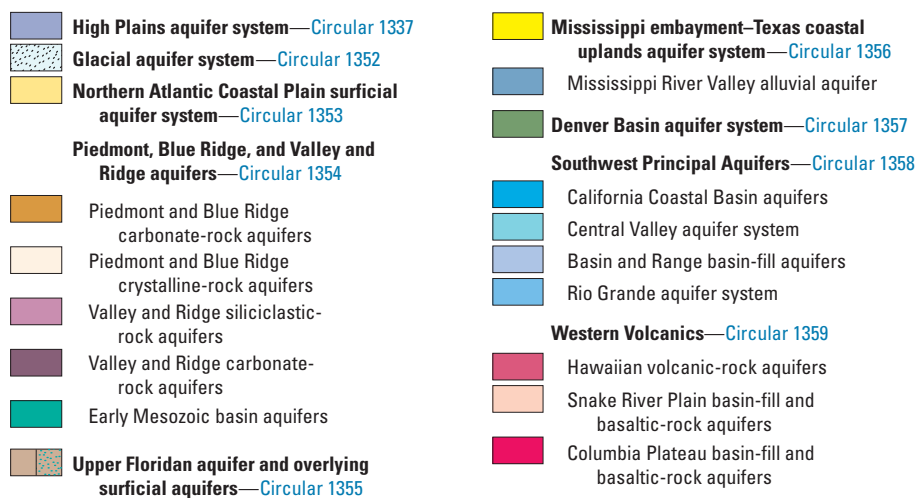 High Plains aquifer system—Circular 1337
Glacial aquifer system—Circular 1352
Northern Atlantic Coastal Plain surficial
aquifer system—Circular 1353
Piedmont, Blue Ridge, and Valley and
Ridge aquifers—Circular 1354
Piedmont and Blue Ridge
carbonate-rock aquifers
Piedmont and Blue Ridge
crystalline-rock aquifers
Valley and Ridge siliciclastic-
rock aquifers
Valley and Ridge carbonate-
rock aquifers
Early Mesozoic basin aquifers
Upper Floridan aquifer and overlying
surficial aquifers—Circular 1355
Mississippi embayment–Texas coastal
uplands aquifer system—Circular 1356
Mississippi River Valley alluvial aquifer
Denver Basin aquifer system—Circular 1357
Southwest Principal Aquifers—Circular 1358
California Coastal Basin aquifers
Central Valley aquifer system
Basin and Range basin-fill aquifers
Rio Grande aquifer system
Western Volcanics—Circular 1359
Hawaiian volcanic-rock aquifers
Snake River Plain basin-fill and
basaltic-rock aquifers
Columbia Plateau basin-fill and
basaltic-rock aquifers